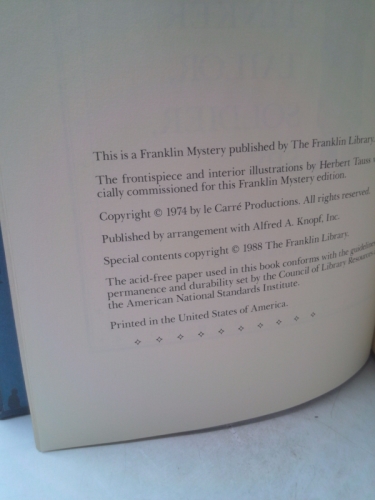 This is a Franklin Mystery published by The Franklin Library.
The frontispiece and interior illustrations by Herbert Tauss
cially commissioned for this Franklin Mystery edition.
Copyright © 1974 by le Carré Productions. All rights reserved.
Published by arrangement with Alfred A. Knopf, Inc.
Special contents copyright © 1988 The Franklin Library.
The acid-free paper used in this book conforms with the guidelines
permanence and durability set by the Council of Library Resources
the American National Standards Institute.
Printed in the United States of America.